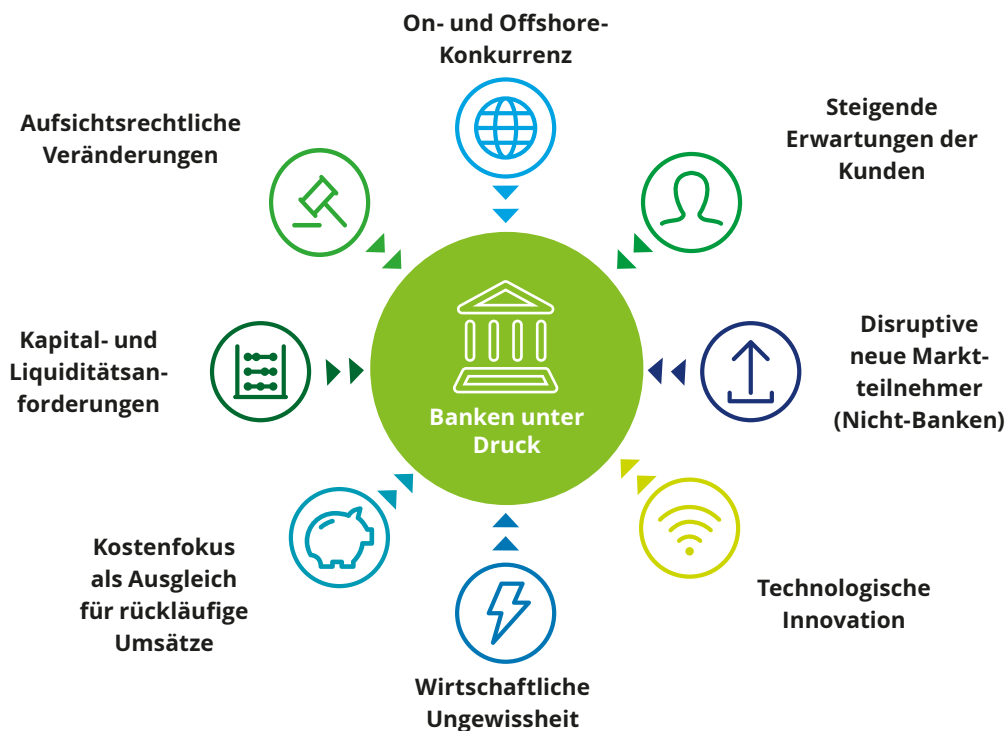 On- und Offshore-
Konkurrenz
Steigende
Erwartungen der
Kunden
Disruptive
neue Markt-
teilnehmer
(Nicht-Banken)
Technologische
Innovation
Wirtschaftliche
Ungewissheit
Kostenfokus
als Ausgleich
für rückläufige
Umsätze
Kapital- und
Liquiditätsan-
forderungen
Aufsichtsrechtliche
Veränderungen
Banken unter
Druck